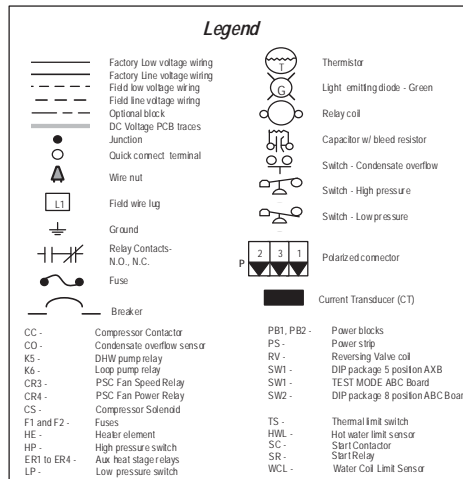 Legend
Factory Low voltage wiring
Factory Line voltage wiring
Field low voltage wiring
Field line voltage wiring
Optional block
DC Voltage PCB traces
Junction
Quick connect terminal
Wire nut
L1 Field wire lug
Ground
Relay Contacts-
N.O., N.C.
Fuse
Breaker
T Thermistor
G Light emitting diode - Green
Relay coil
Capacitor w/ bleed resistor
Switch - Condensate overflow
Switch - High pressure
Switch - Low pressure
P 2 3 1 Polarized connector
Current Transducer (CT)
CC - Compressor Contactor
CO - Condensate overflow sensor
K5 - DHW pump relay
K6 - Loop pump relay
CR3 - PSC Fan Speed Relay
CR4 - PSC Fan Power Relay
CS - Compressor Solenoid
F1 and F2 - Fuses
HE - Heater element
HP - High pressure switch
ER1 to ER4 - Aux heat stage relays
LP - Low pressure switch
PB1, PB2 - Power blocks
PS - Power strip
RV - Reversing Valve coil
SW1 - DIP package 5 position AXB
SW1 - TEST MODE ABC Board
SW2 - DIP package 8 position ABC Board
TS - Thermal limit switch
HWL - Hot water limit sensor
SC - Start Contactor
SR - Start Relay
WCL - Water Coil Limit Sensor